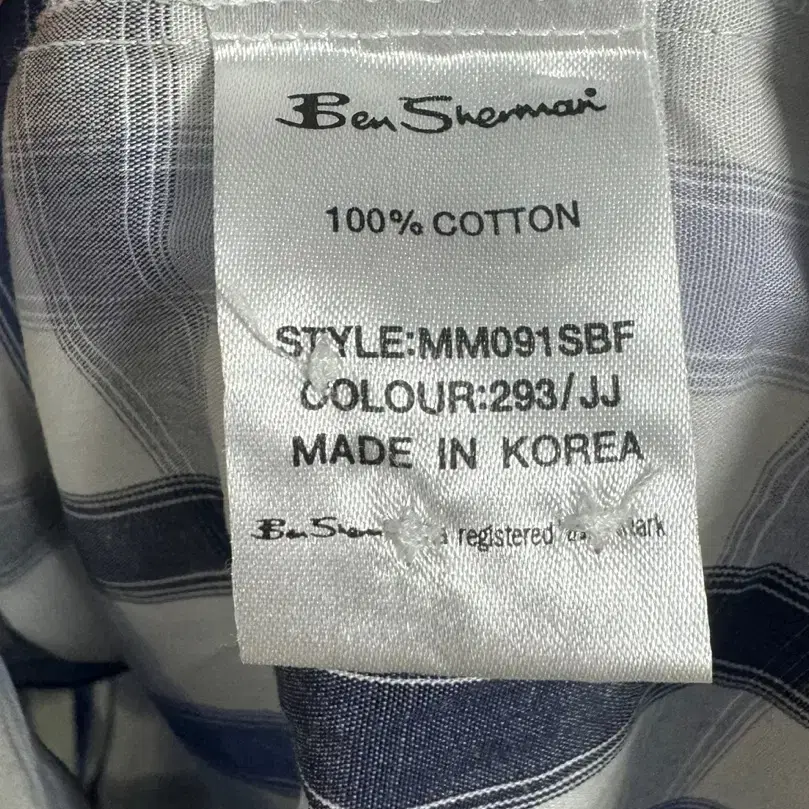 Ben Sherman
100% COTTON
STYLE:MM091SBF
COLOUR:293/JJ
MADE IN KOREA
Ben Sherman registered